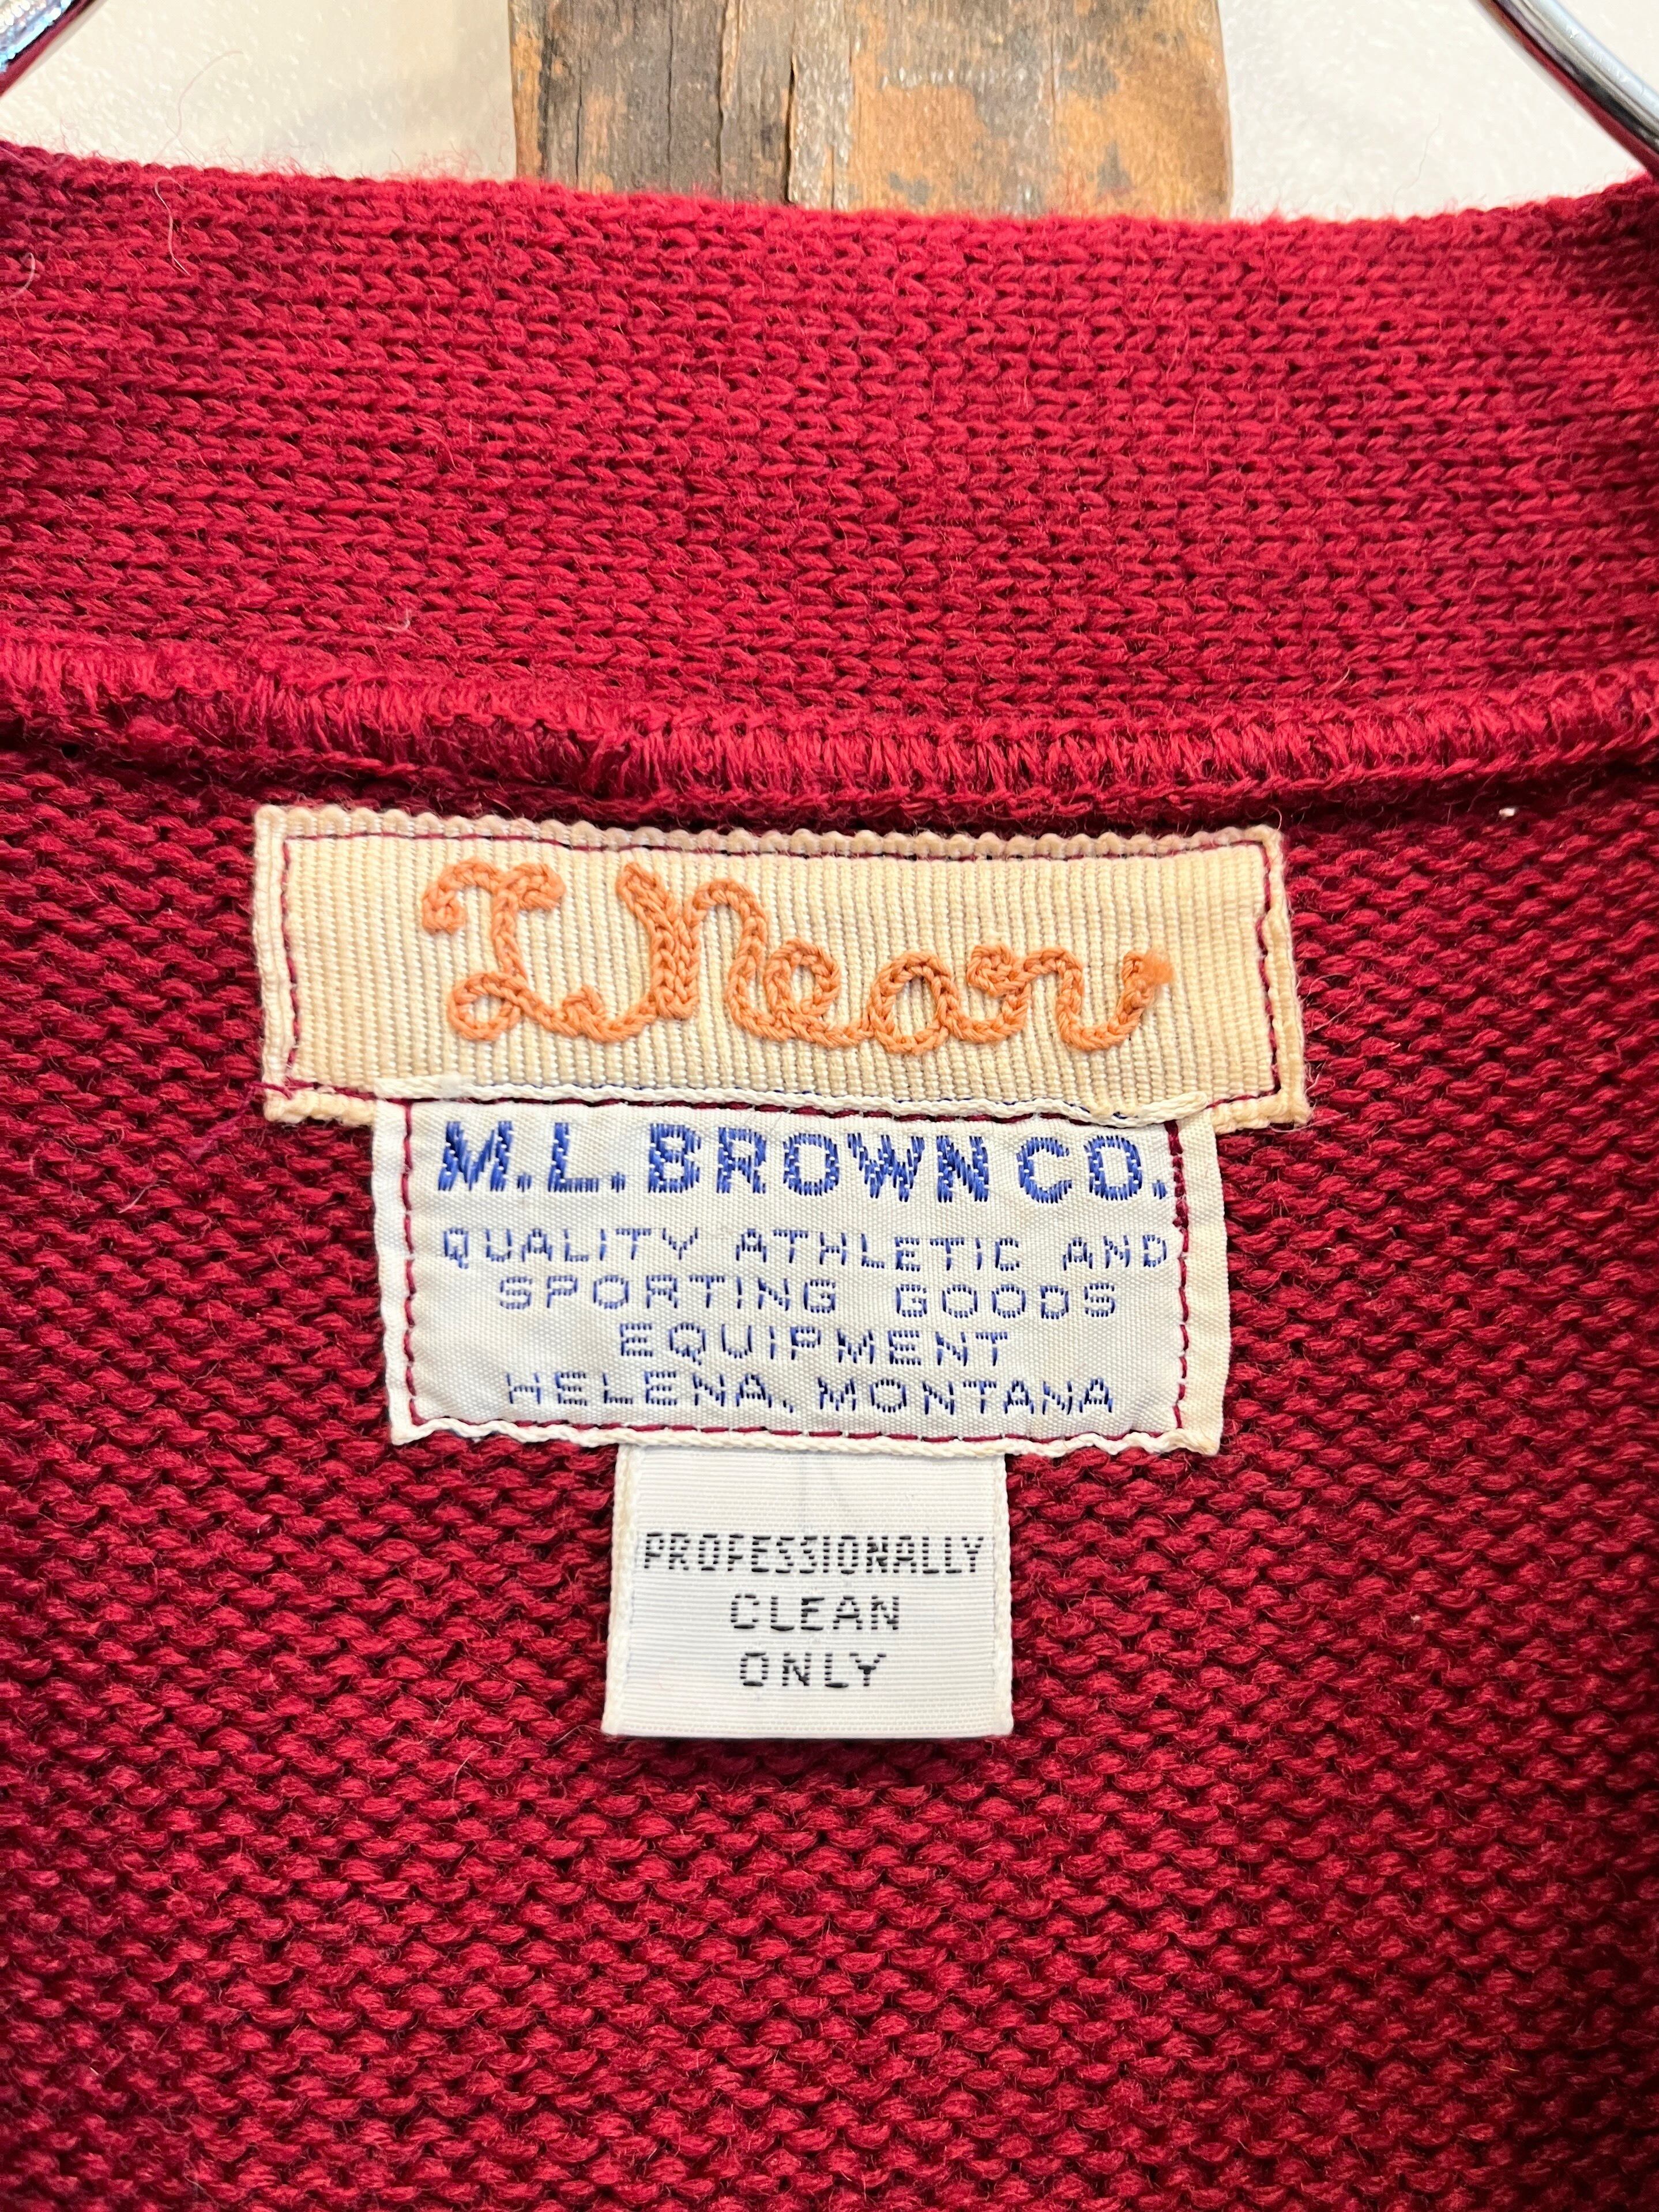 M.L. BROWN CO.
QUALITY ATHLETIC AND
SPORTING GOODS
EQUIPMENT
HELENA, MONTANA
PROFESSIONALLY
CLEAN
ONLY